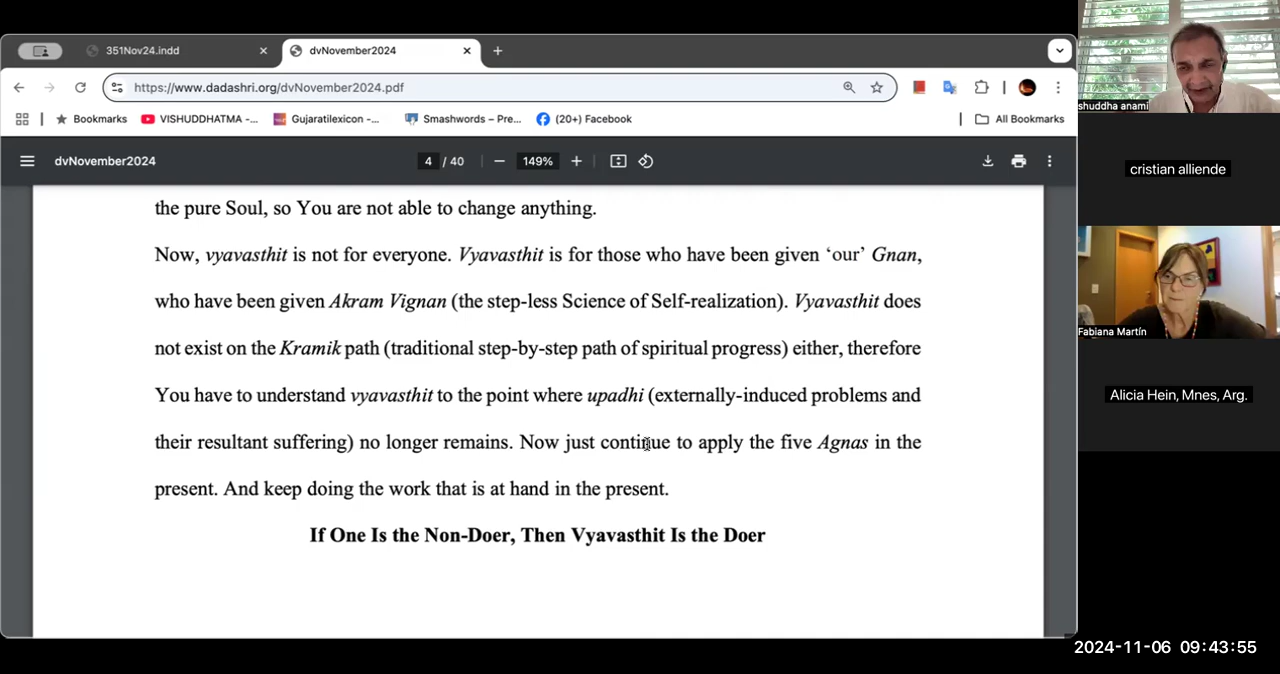 351Nov24.indd
dvNovember2024
https://www.dadashri.org/dvNovember2024.pdf
Bookmarks
VISHUDDHATMA -...
Gujaratilexicon -...
Smashwords – Pre...
(20+) Facebook
All Bookmarks
dvNovember2024
4 / 40
149%
the pure Soul, so You are not able to change anything.
Now, vyavasthit is not for everyone. Vyavasthit is for those who have been given ‘our’ Gnan,
who have been given Akram Vignan (the step-less Science of Self-realization). Vyavasthit does
not exist on the Kramik path (traditional step-by-step path of spiritual progress) either, therefore
You have to understand vyavasthit to the point where upadhi (externally-induced problems and
their resultant suffering) no longer remains. Now just continue to apply the five Agnas in the
present. And keep doing the work that is at hand in the present.
If One Is the Non-Doer, Then Vyavasthit Is the Doer
shuddha anami
cristian alliende
Fabiana Martín
Alicia Hein, Mnes, Arg.
2024-11-06 09:43:55